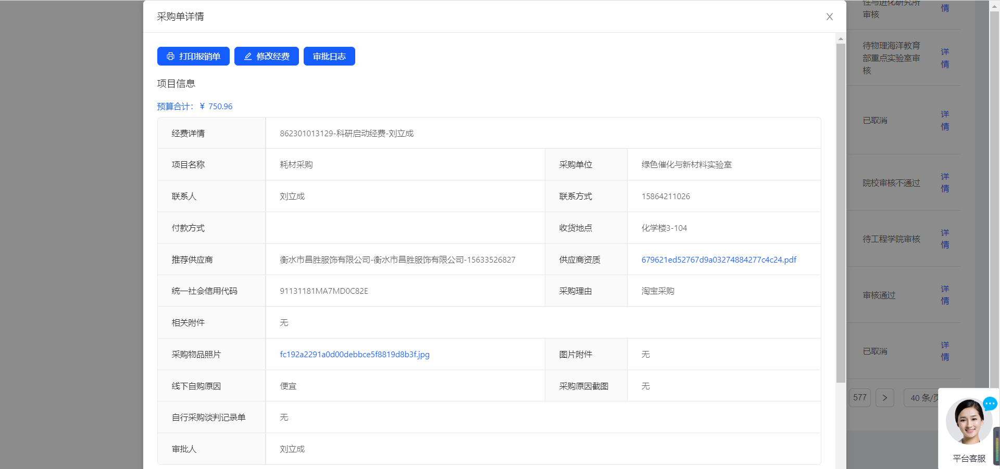 采购单详情
打印报销单 修改经费 审批日志
项目信息
预算合计: ¥ 750.96
经费详情 862301013129-科研启动经费-刘立成
项目名称 耗材采购 采购单位 绿色催化与新材料实验室
联系人 刘立成 联系方式 15864211026
付款方式 收货地点 化学楼3-104
推荐供应商 衡水市昌胜服饰有限公司-衡水市昌胜服饰有限公司-15633526827 供应商资质 679621ed52767d9a03274884277c4c24.pdf
统一社会信用代码 91131181MA7MD0C82E 采购理由 淘宝采购
相关附件 无
采购物品照片 fc192a2291a0d00debbce5f8819d8b3f.jpg 图片附件 无
线下自购原因 便宜 采购原因截图 无
自行采购谈判记录单 无
审批人 刘立成
性与进化研究所
审核
情
待物理海洋教育
部重点实验室审
核
详
情
已取消
详
情
院校审核不通过
详
情
待工程学院审核
详
情
审核通过
详
情
已取消
详
情
577 40 条/页
平台客服